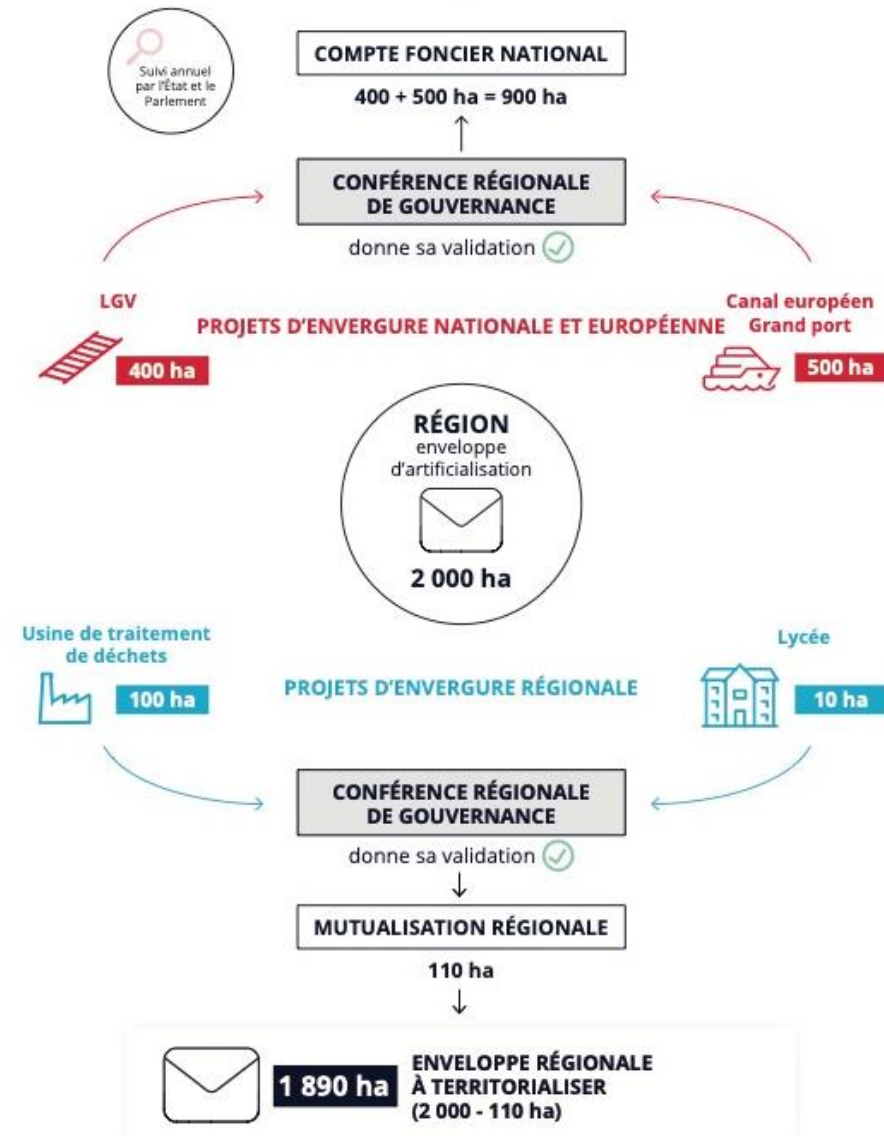 Suivi annuel
par l'État et le
Parlement
COMPTE FONCIER NATIONAL
400 + 500 ha = 900 ha
CONFÉRENCE RÉGIONALE
DE GOUVERNANCE
donne sa validation
LGV
400 ha
PROJETS D'ENVERGURE NATIONALE ET EUROPÉENNE
Canal européen
Grand port
500 ha
RÉGION
enveloppe
d'artificialisation
2 000 ha
Usine de traitement
de déchets
100 ha
PROJETS D'ENVERGURE RÉGIONALE
Lycée
10 ha
CONFÉRENCE RÉGIONALE
DE GOUVERNANCE
donne sa validation
MUTUALISATION RÉGIONALE
110 ha
1 890 ha
ENVELOPPE RÉGIONALE
À TERRITORIALISER
(2 000 - 110 ha)